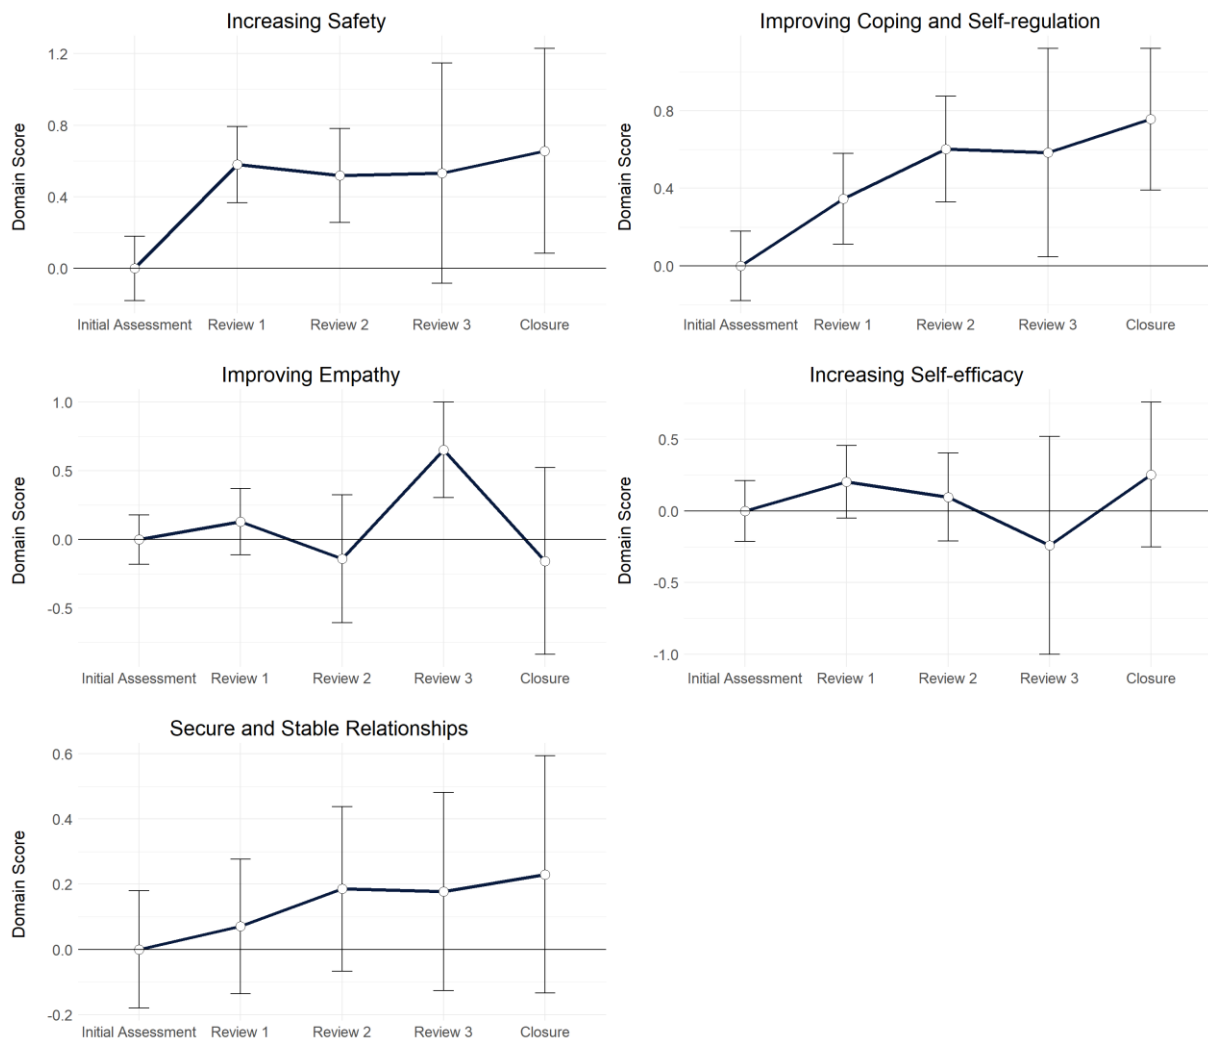 Increasing Safety
Domain Score
1.2
0.8
0.4
0.0
Initial Assessment Review 1 Review 2 Review 3 Closure
Improving Coping and Self-regulation
Domain Score
0.8
0.4
0.0
Initial Assessment Review 1 Review 2 Review 3 Closure
Improving Empathy
Domain Score
1.0
0.5
0.0
-0.5
Initial Assessment Review 1 Review 2 Review 3 Closure
Increasing Self-efficacy
Domain Score
0.5
0.0
-0.5
-1.0
Initial Assessment Review 1 Review 2 Review 3 Closure
Secure and Stable Relationships
Domain Score
0.6
0.4
0.2
0.0
-0.2
Initial Assessment Review 1 Review 2 Review 3 Closure